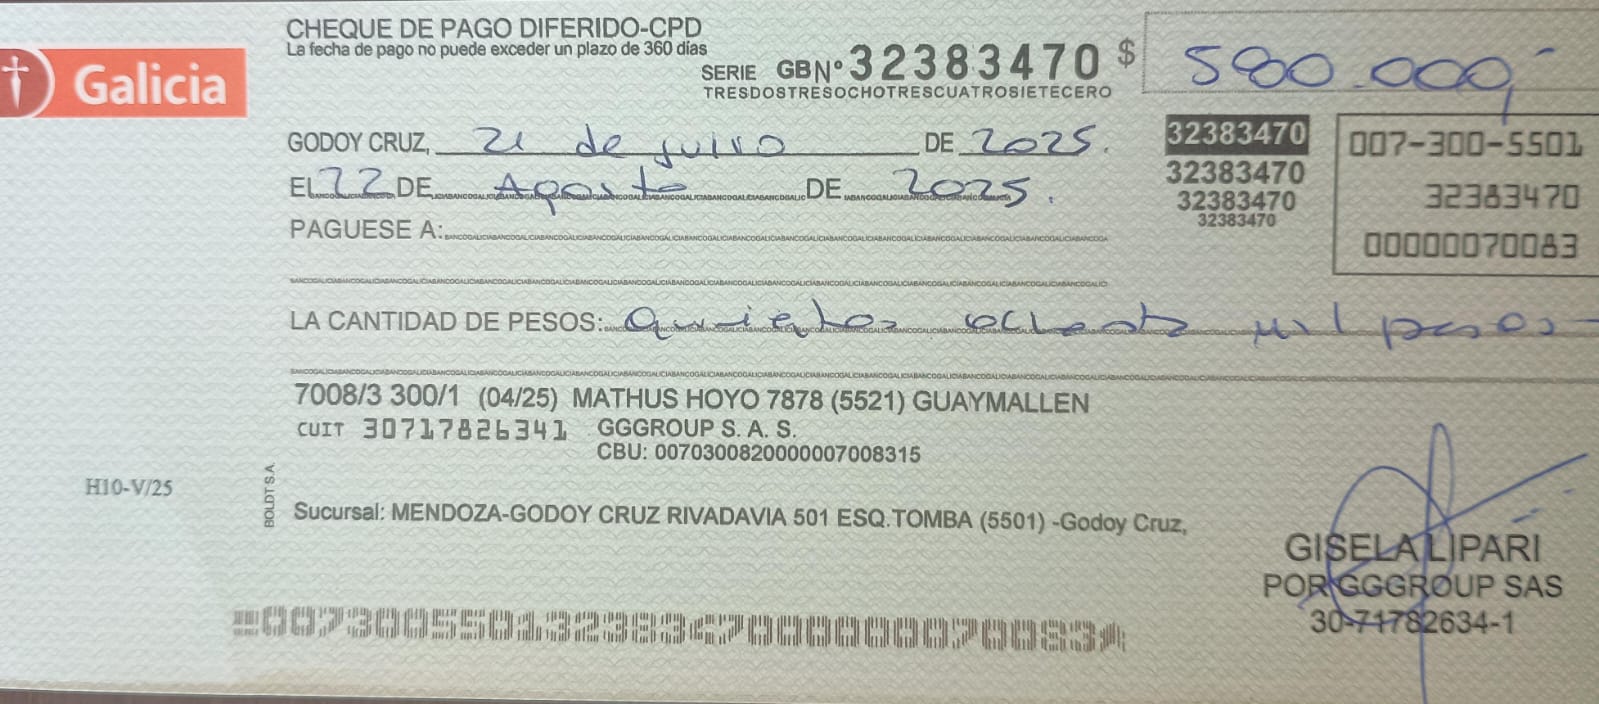 CHEQUE DE PAGO DIFERIDO-CPD
La fecha de pago no puede exceder un plazo de 360 días
Galicia
SERIE GB Nº 32383470 $ 580.000,-
TRESDOSTRESOCHOTRESCUATROSIETECERO
GODOY CRUZ, 21 de Julio DE 2025.
32383470
32383470
32383470
32383470
007-300-5501
32383470
00000070083
EL 22 DE Agosto DE 2025.
PAGUESE A:
LA CANTIDAD DE PESOS: Quinientos ochenta mil pesos-
7008/3 300/1 (04/25) MATHUS HOYO 7878 (5521) GUAYMALLEN
CUIT 30717826341 GGGROUP S. A. S.
CBU: 0070300820000007008315
H10-V/25
BOLDT S.A.
Sucursal: MENDOZA-GODOY CRUZ RIVADAVIA 501 ESQ.TOMBA (5501) -Godoy Cruz,
GISELA LIPARI
POR GGGROUP SAS
30-71782634-1
00730055013238347000000070083